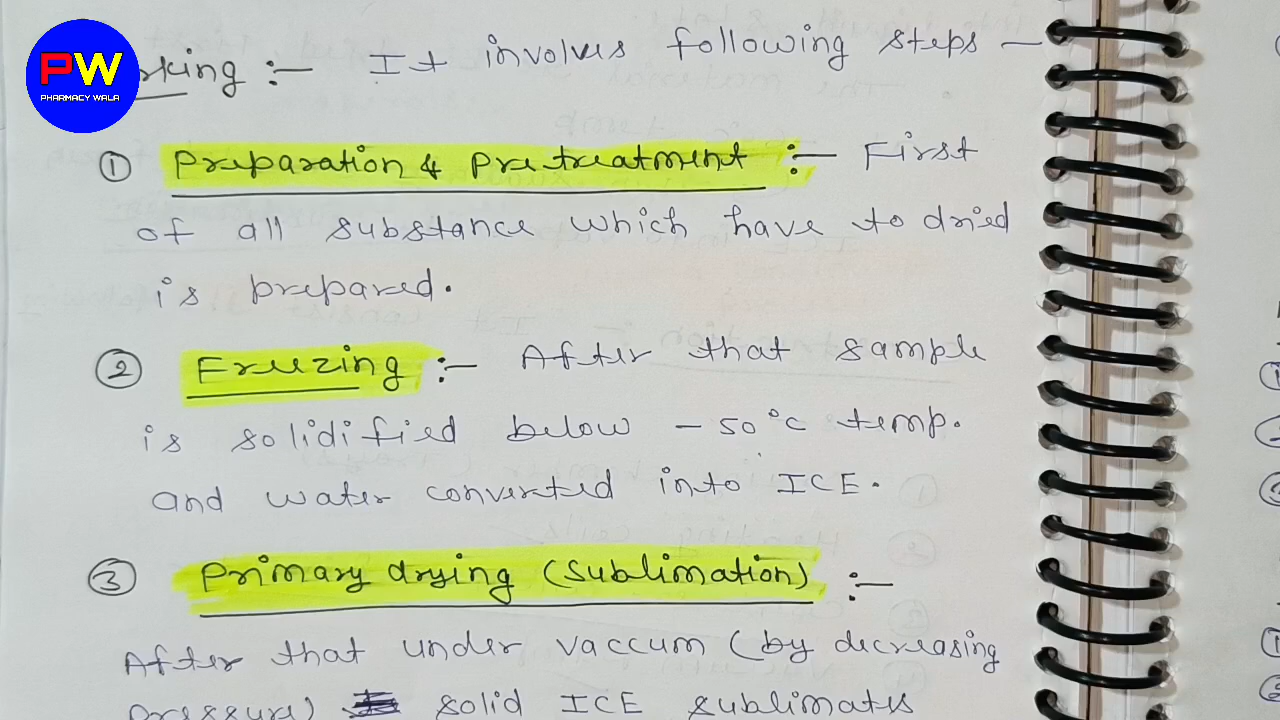 PW
PHARMACY WALA
rking :— It involves following steps —
① Preparation & Pretreatment :— First
of all substance which have to dried
is prepared.
② Freezing :— After that sample
is solidified below -50°C temp.
and water converted into ICE.
③ Primary drying (Sublimation) :—
After that under vaccum (by decreasing
pressure) solid ICE sublimates